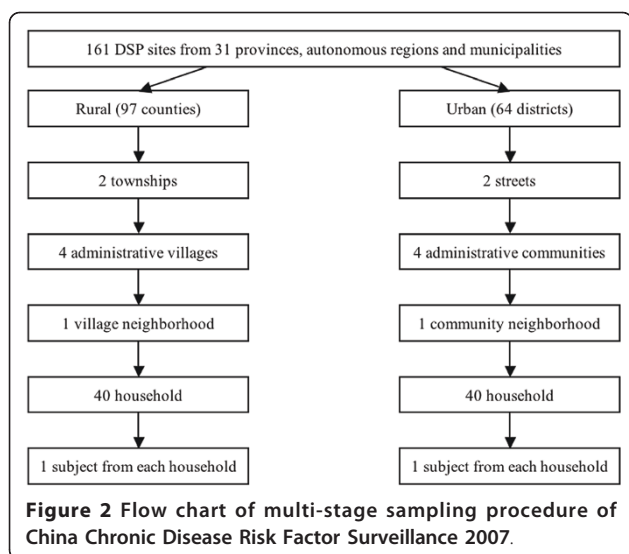 161 DSP sites from 31 provinces, autonomous regions and municipalities
Rural (97 counties)
Urban (64 districts)
2 townships
2 streets
4 administrative villages
4 administrative communities
1 village neighborhood
1 community neighborhood
40 household
40 household
1 subject from each household
1 subject from each household
Figure 2 Flow chart of multi-stage sampling procedure of
China Chronic Disease Risk Factor Surveillance 2007.